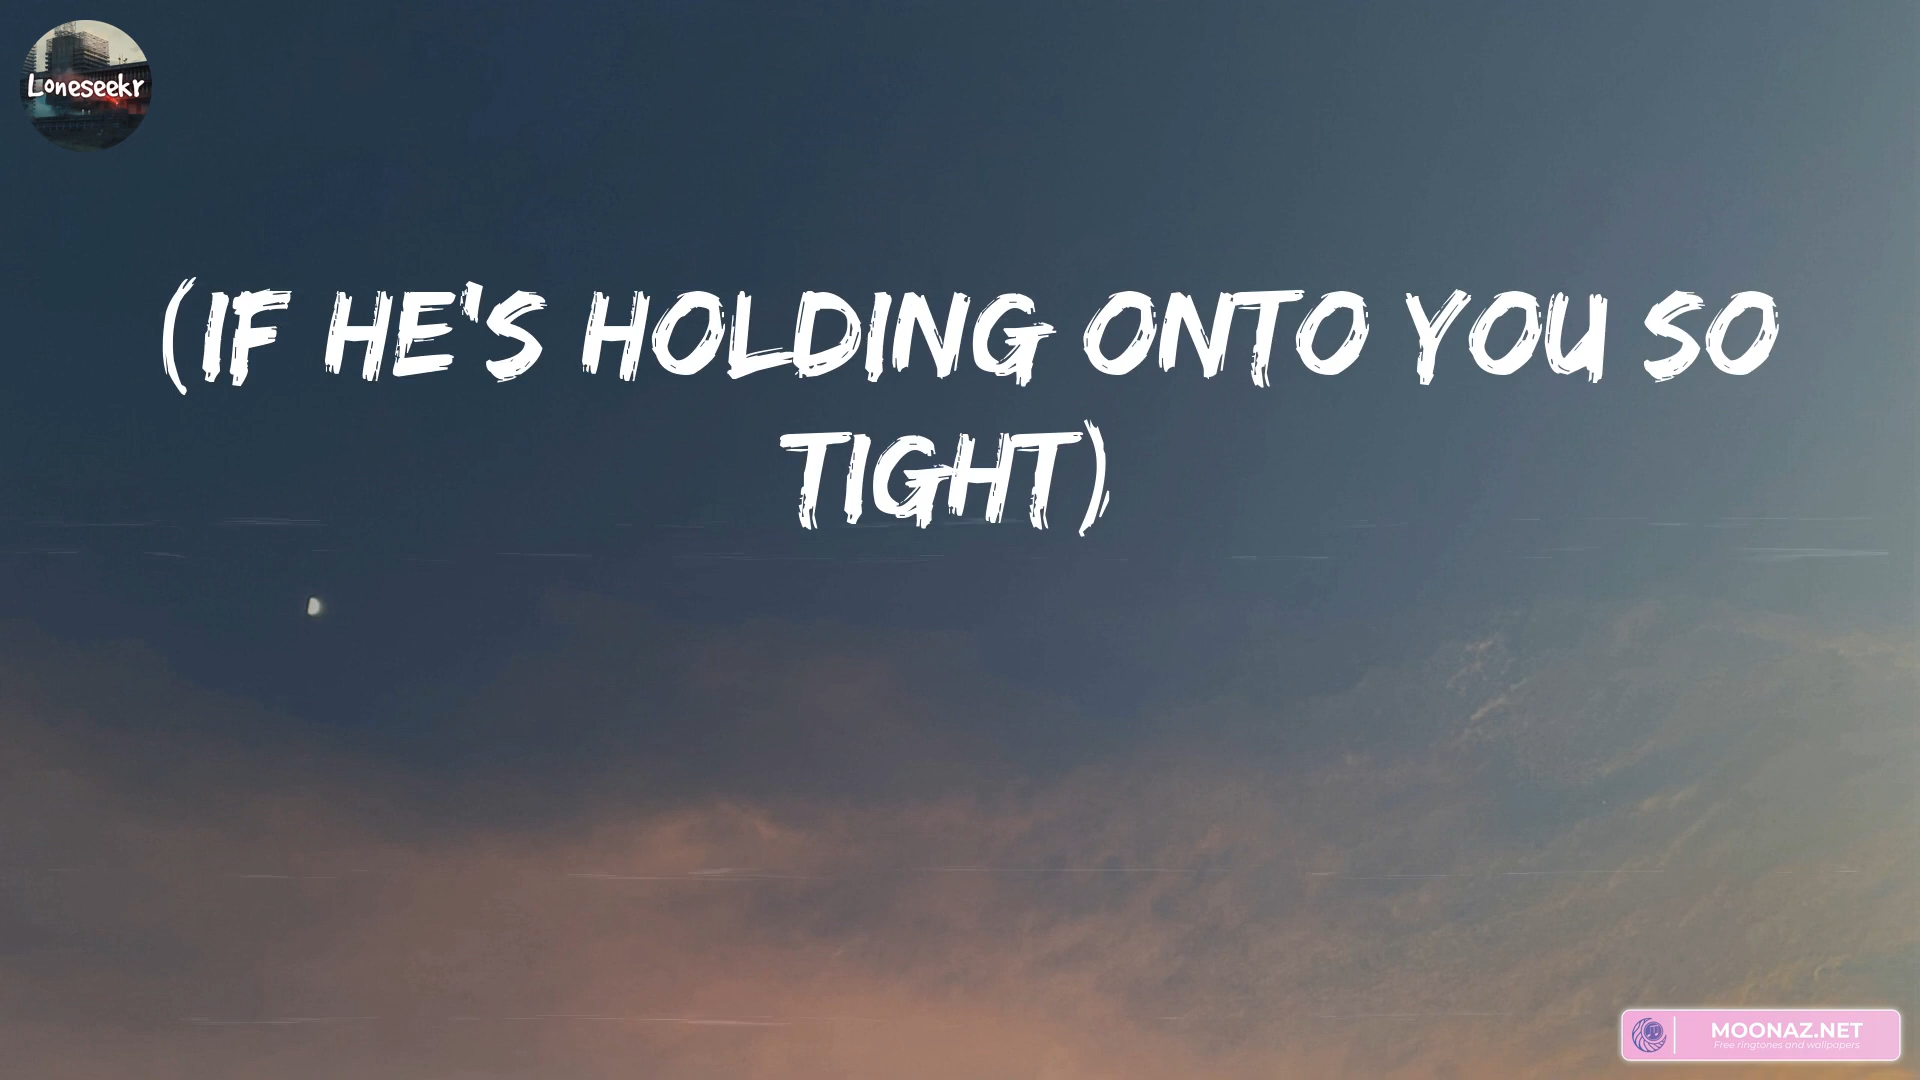 Loneseekr
(IF HE'S HOLDING ONTO YOU SO
TIGHT)
MOONAZ.NET
Free ringtones and wallpapers